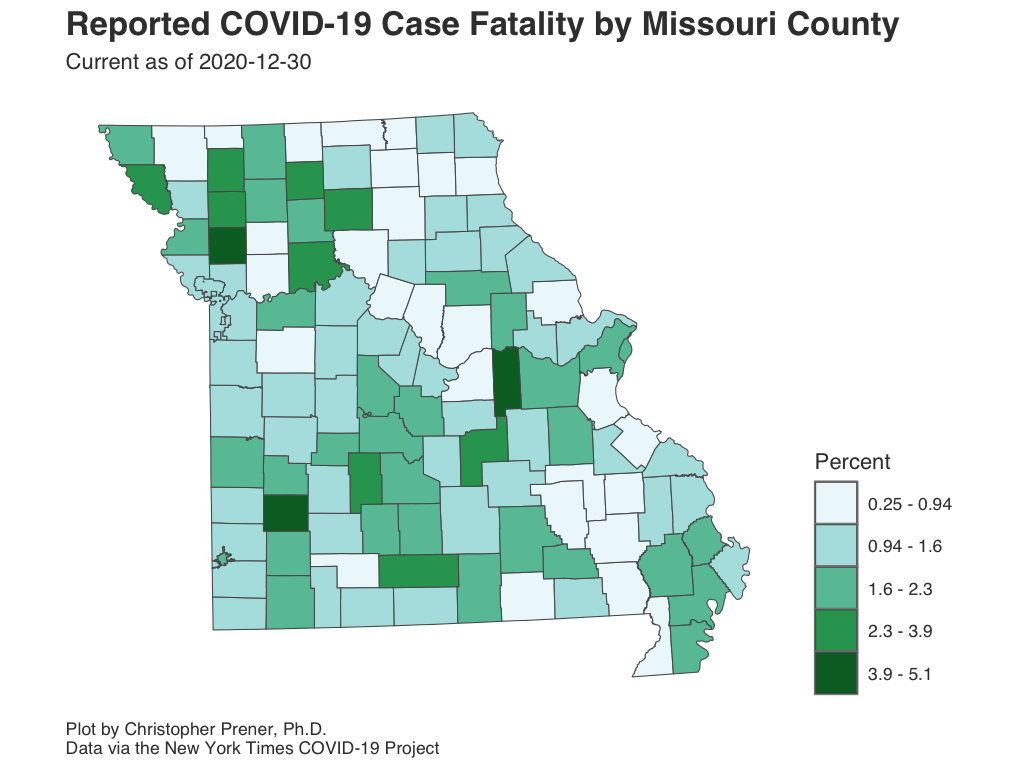 Reported COVID-19 Case Fatality by Missouri County
Current as of 2020-12-30
Percent
0.25 - 0.94
0.94 - 1.6
1.6 - 2.3
2.3 - 3.9
3.9 - 5.1
Plot by Christopher Prener, Ph.D.
Data via the New York Times COVID-19 Project